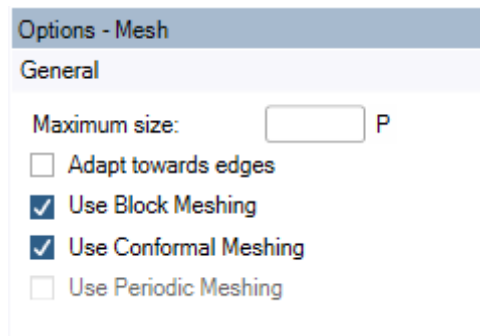 Options - Mesh
General
Maximum size: P
Adapt towards edges
Use Block Meshing
Use Conformal Meshing
Use Periodic Meshing